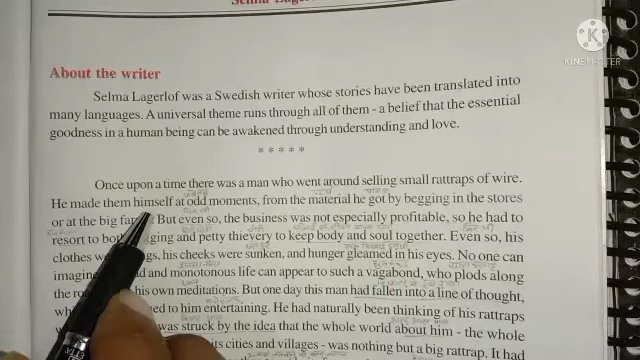 Selma Lagerl
KINEMASTER
About the writer
Selma Lagerlof was a Swedish writer whose stories have been translated into
many languages. A universal theme runs through all of them - a belief that the essential
goodness in a human being can be awakened through understanding and love.
*****
Once upon a time there was a man who went around selling small rattraps of wire.
He made them himself at odd moments, from the material he got by begging in the stores
or at the big far But even so, the business was not especially profitable, so he had to
resort to both gging and petty thievery to keep body and soul together. Even so, his
clothes w gs, his cheeks were sunken, and hunger gleamed in his eyes. No one can
imagin d and monotonous life can appear to such a vagabond, who plods along
the ro his own meditations. But one day this man had fallen into a line of thought,
wh ed to him entertaining. He had naturally been thinking of his rattraps
w was struck by the idea that the whole world about him - the whole
its cities and villages - was nothing but a big rattrap. It had